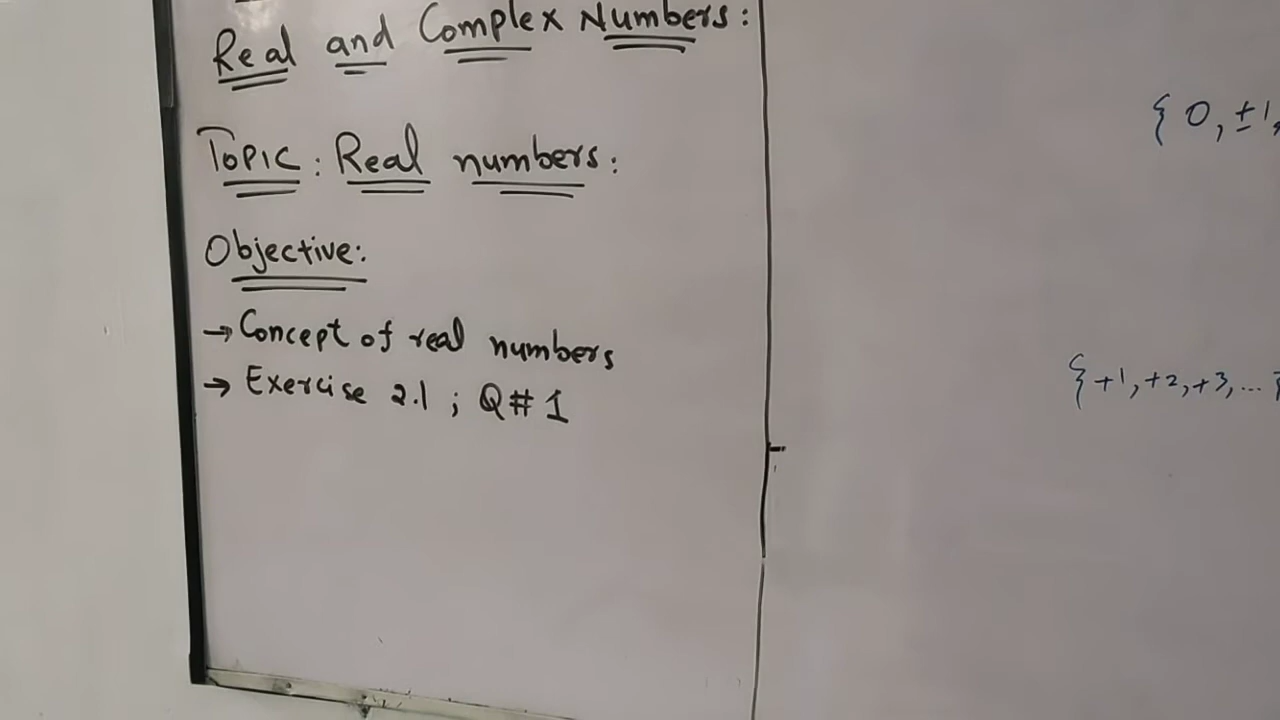 Real and Complex Numbers:
Topic: Real numbers:
Objective:
→ Concept of real numbers
→ Exercise 2.1 ; Q# 1
{ 0, ±1,
{+1, +2, +3, ... }